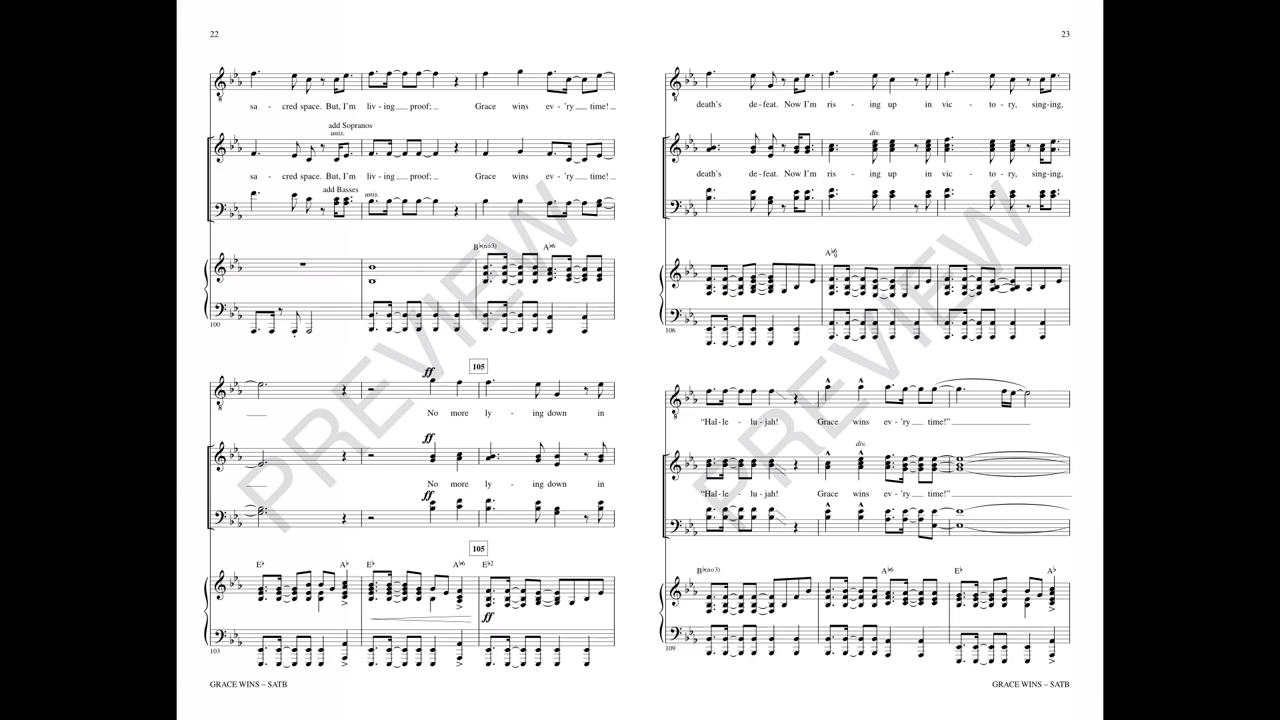 22
sa - cred space. But, I'm liv - ing proof; Grace wins ev - 'ry time!
add Sopranos
unis.
sa - cred space. But, I'm liv - ing proof; Grace wins ev - 'ry time!
add Basses unis.
B♭(no3) A♭6
100
105
ff
No more ly - ing down in
ff
No more ly - ing down in
ff
105
E♭ A♭ E♭ A♭6 E♭2
ff
103
GRACE WINS – SATB
23
death's de - feat. Now I'm ris - ing up in vic - to - ry, sing-ing,
div.
death's de - feat. Now I'm ris - ing up in vic - to - ry, sing-ing,
A♭6/9
106
"Hal - le - lu - jah! Grace wins ev - 'ry time!"
div.
"Hal - le - lu - jah! Grace wins ev - 'ry time!"
B♭(no3) A♭6 E♭ A♭
109
GRACE WINS – SATB
PREVIEW
PREVIEW